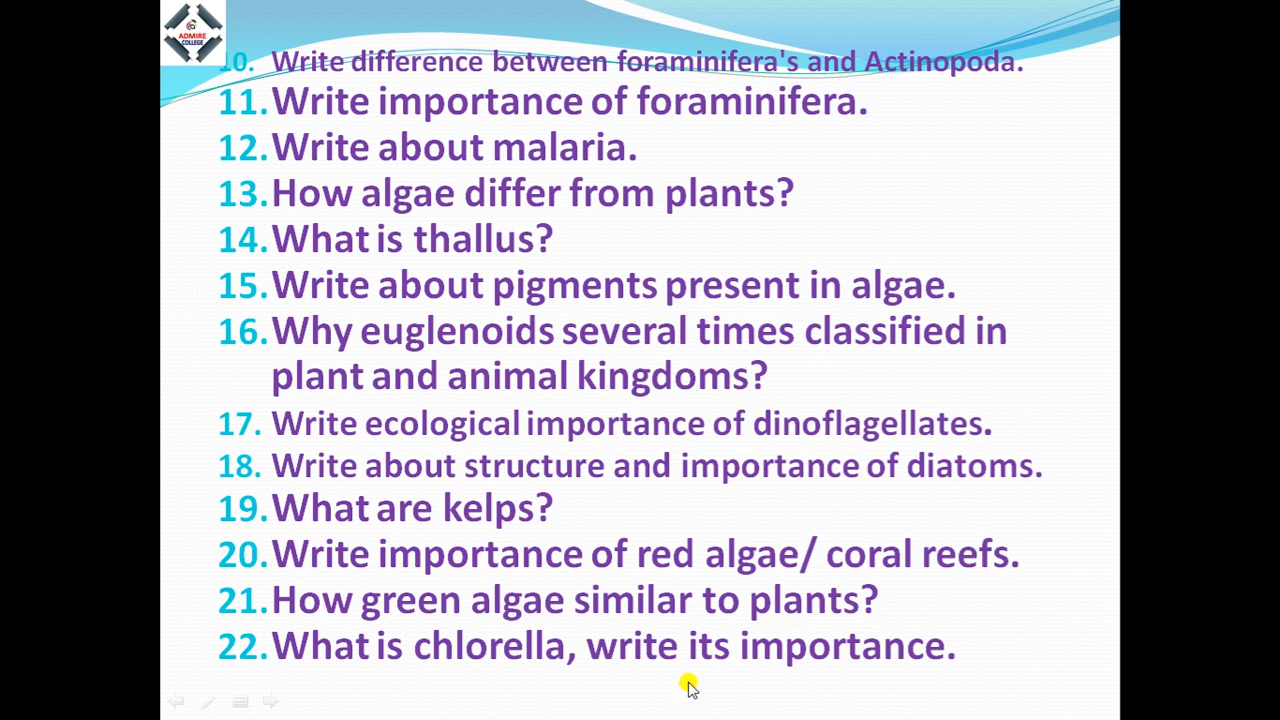 ADMIRE
COLLEGE
10. Write difference between foraminifera's and Actinopoda.
11. Write importance of foraminifera.
12. Write about malaria.
13. How algae differ from plants?
14. What is thallus?
15. Write about pigments present in algae.
16. Why euglenoids several times classified in
plant and animal kingdoms?
17. Write ecological importance of dinoflagellates.
18. Write about structure and importance of diatoms.
19. What are kelps?
20. Write importance of red algae/ coral reefs.
21. How green algae similar to plants?
22. What is chlorella, write its importance.